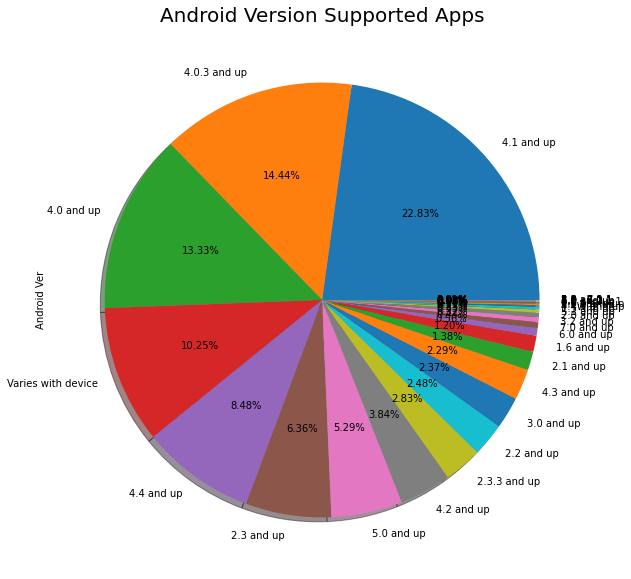 Android Version Supported Apps
4.0.3 and up
4.1 and up
14.44%
22.83%
4.0 and up
13.33%
Android Ver
10.25%
Varies with device
8.48%
4.4 and up
6.36%
2.3 and up
5.29%
5.0 and up
3.84%
4.2 and up
2.83%
2.3.3 and up
2.48%
2.2 and up
2.37%
3.0 and up
2.29%
4.3 and up
1.38%
2.1 and up
1.20%
1.6 and up
6.0 and up
7.0 and up